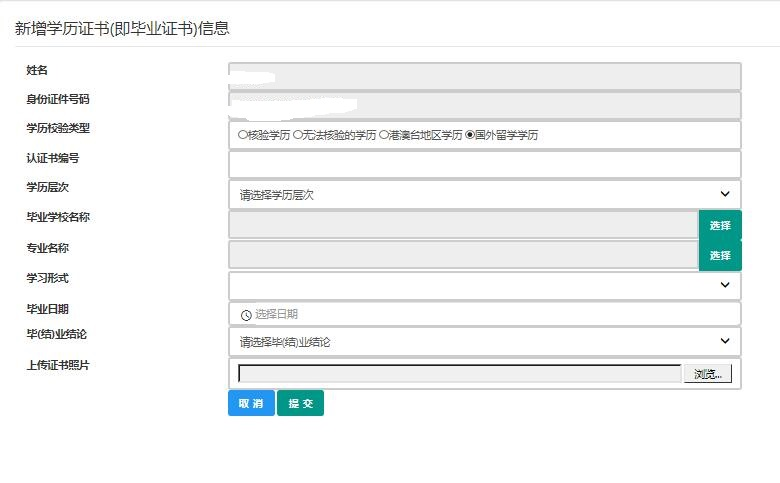 新增学历证书(即毕业证书)信息
姓名
身份证件号码
学历校验类型
核验学历 无法核验的学历 港澳台地区学历 国外留学学历
认证书编号
学历层次
请选择学历层次
毕业学校名称
选择
专业名称
选择
学习形式
毕业日期
选择日期
毕(结)业结论
请选择毕(结)业结论
上传证书照片
浏览...
取 消 提 交